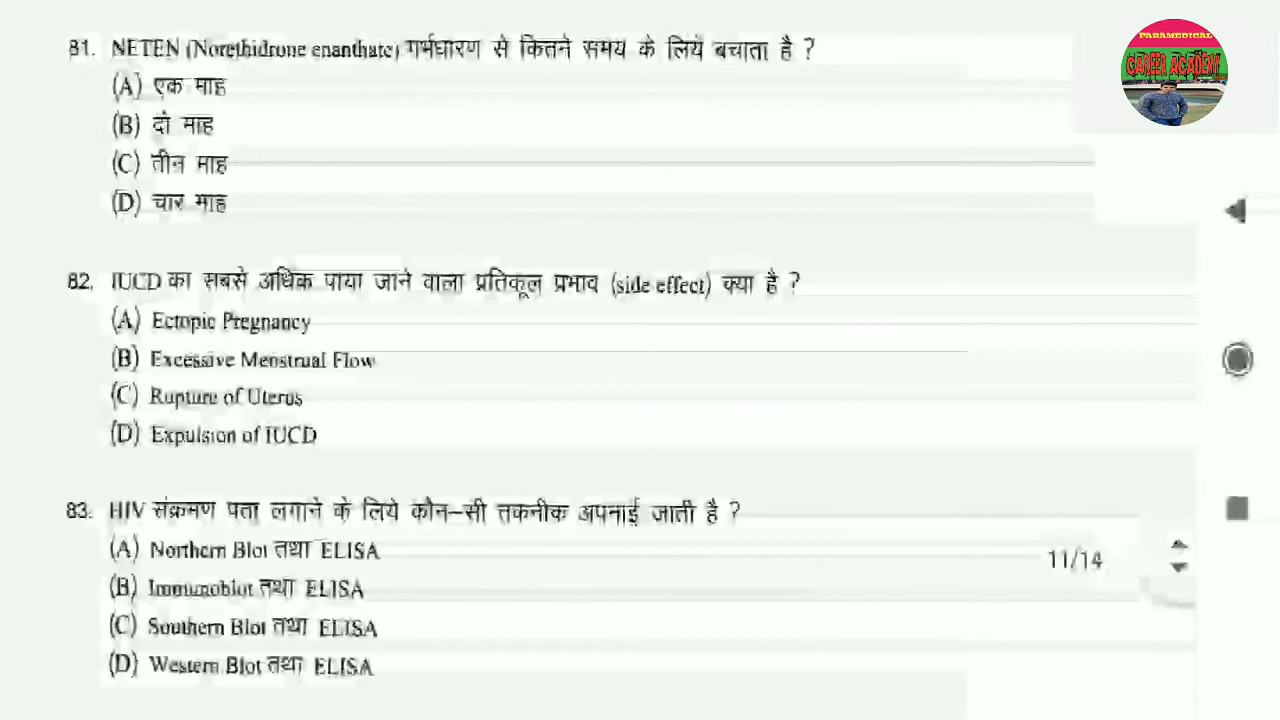 81. NETEN (Norethidrone enanthate) गर्भधारण से कितने समय के लिये बचाता है ?
(A) एक माह
(B) दो माह
(C) तीन माह
(D) चार माह
82. IUCD का सबसे अधिक पाया जाने वाला प्रतिकूल प्रभाव (side effect) क्या है ?
(A) Ectopic Pregnancy
(B) Excessive Menstrual Flow
(C) Rupture of Uterus
(D) Expulsion of IUCD
83. HIV संक्रमण पता लगाने के लिये कौन-सी तकनीक अपनाई जाती है ?
(A) Northern Blot तथा ELISA
(B) Immunoblot तथा ELISA
(C) Southern Blot तथा ELISA
(D) Western Blot तथा ELISA
11/14
PARAMEDICAL
CAREER ACADEMY